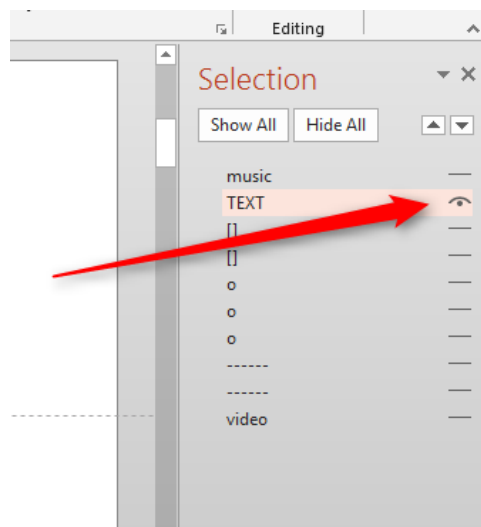 Editing
Selection
Show All Hide All
music
TEXT
[]
[]
o
o
o
------
------
video